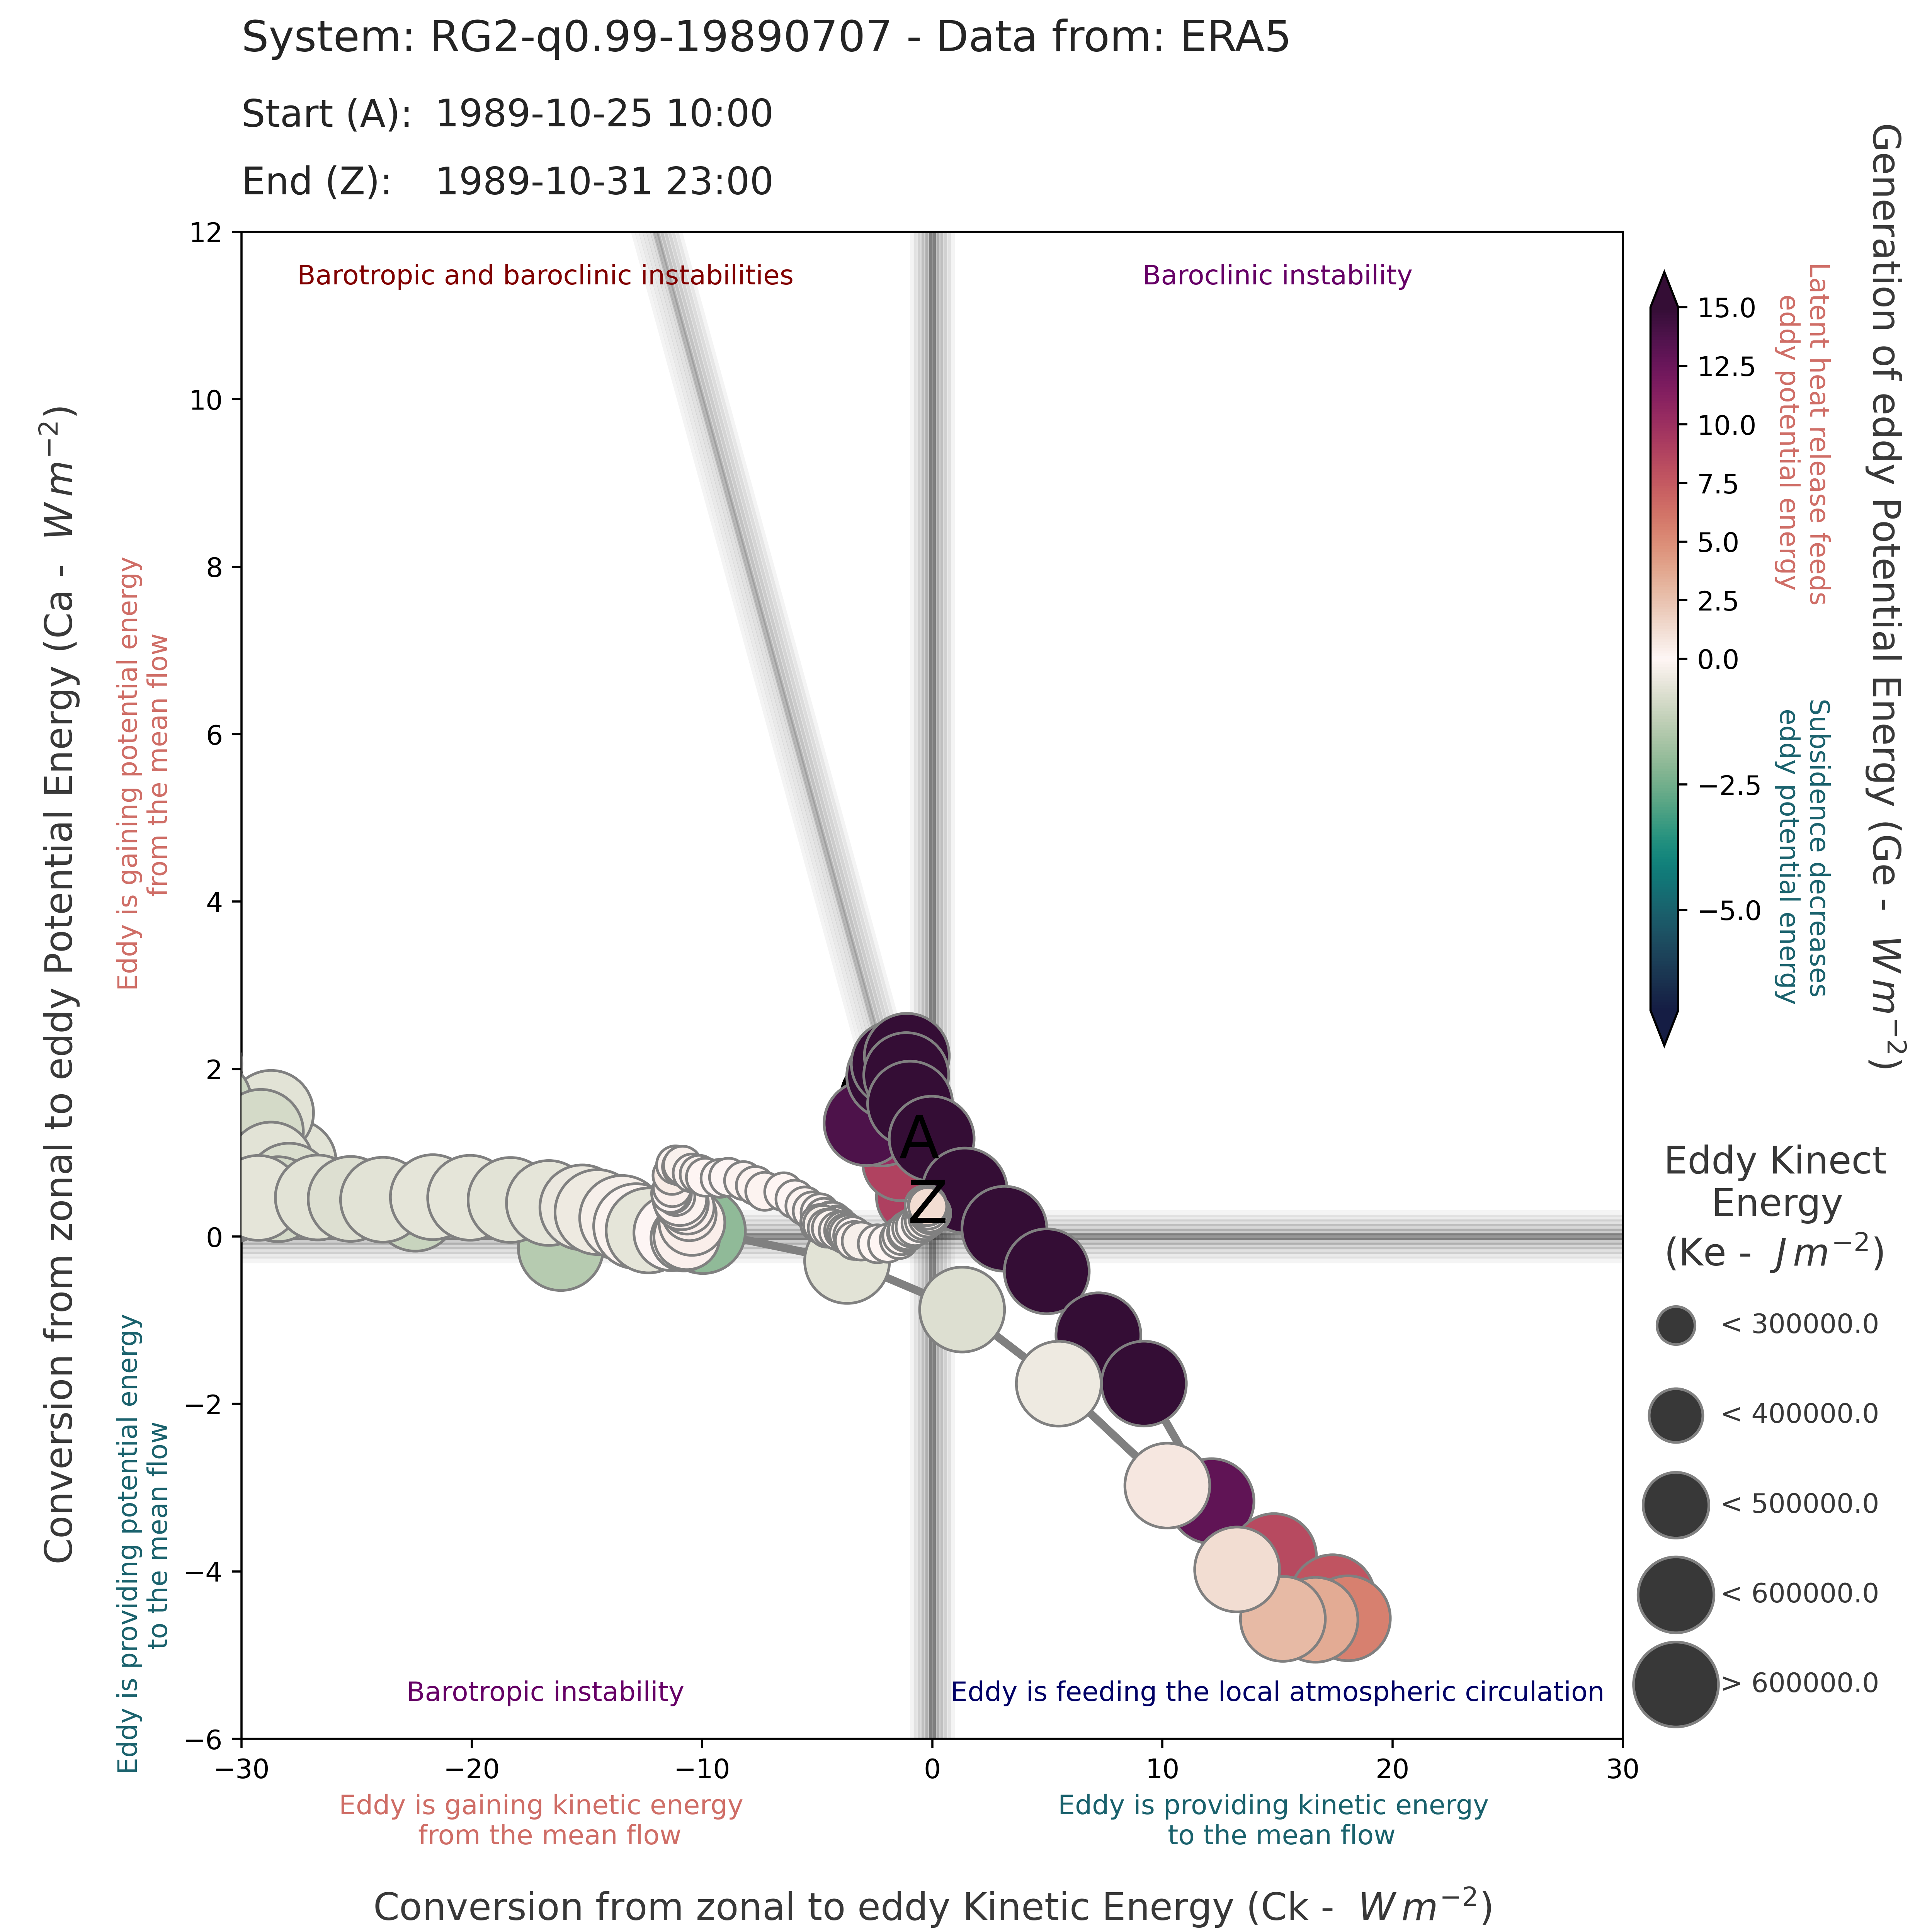 System: RG2-q0.99-19890707 - Data from: ERA5
Start (A): 1989-10-25 10:00
End (Z): 1989-10-31 23:00
Barotropic and baroclinic instabilities
Baroclinic instability
Barotropic instability
Eddy is feeding the local atmospheric circulation
A
Z
12
10
8
6
4
2
0
−2
−4
−6
−30
−20
−10
0
10
20
30
Conversion from zonal to eddy Potential Energy (Ca - W m⁻²)
Eddy is gaining potential energy
from the mean flow
Eddy is providing potential energy
to the mean flow
Eddy is gaining kinetic energy
from the mean flow
Eddy is providing kinetic energy
to the mean flow
Conversion from zonal to eddy Kinetic Energy (Ck - W m⁻²)
15.0
12.5
10.0
7.5
5.0
2.5
0.0
−2.5
−5.0
Latent heat release feeds
eddy potential energy
Subsidence decreases
eddy potential energy
Generation of eddy Potential Energy (Ge - W m⁻²)
Eddy Kinect
Energy
(Ke - J m⁻²)
< 300000.0
< 400000.0
< 500000.0
< 600000.0
> 600000.0